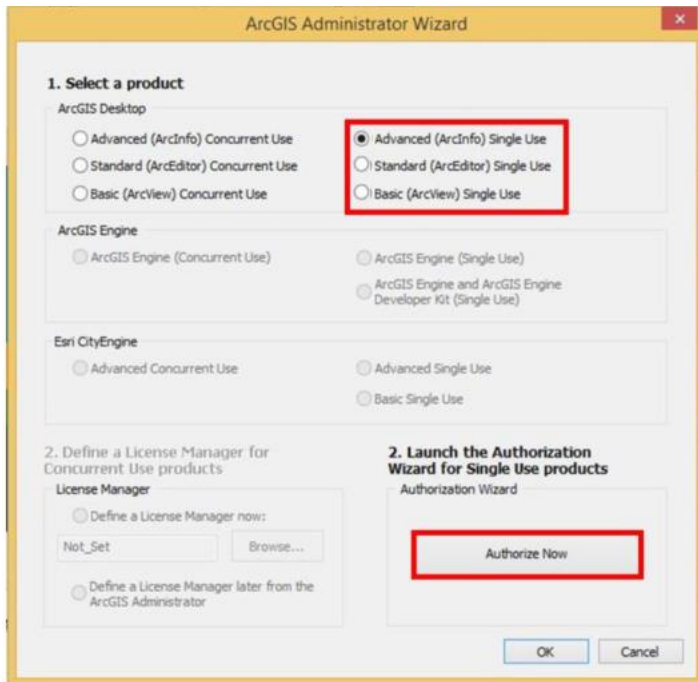 ArcGIS Administrator Wizard
1. Select a product
ArcGIS Desktop
Advanced (ArcInfo) Concurrent Use
Standard (ArcEditor) Concurrent Use
Basic (ArcView) Concurrent Use
Advanced (ArcInfo) Single Use
Standard (ArcEditor) Single Use
Basic (ArcView) Single Use
ArcGIS Engine
ArcGIS Engine (Concurrent Use)
ArcGIS Engine (Single Use)
ArcGIS Engine and ArcGIS Engine
Developer Kit (Single Use)
Esri CityEngine
Advanced Concurrent Use
Advanced Single Use
Basic Single Use
2. Define a License Manager for
Concurrent Use products
License Manager
Define a License Manager now:
Not_Set
Browse...
Define a License Manager later from the
ArcGIS Administrator
2. Launch the Authorization
Wizard for Single Use products
Authorization Wizard
Authorize Now
OK
Cancel